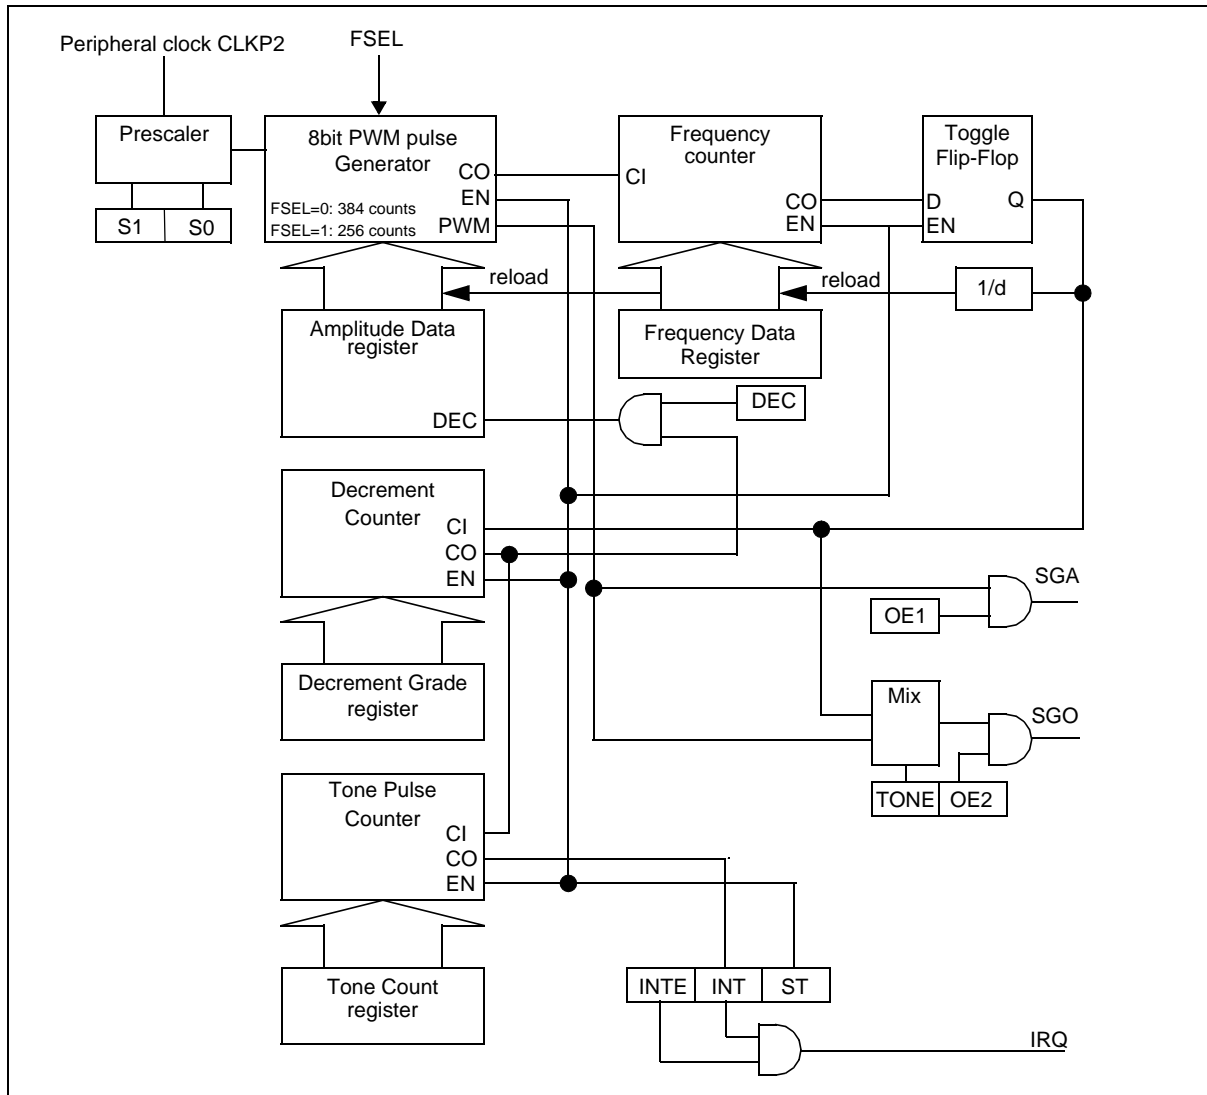 Peripheral clock CLKP2
FSEL
Prescaler
S1
S0
8bit PWM pulse
Generator
CO
EN
FSEL=0: 384 counts
FSEL=1: 256 counts
PWM
Frequency
counter
CI
CO
EN
Toggle
Flip-Flop
D
Q
EN
reload
reload
1/d
Amplitude Data
register
DEC
Frequency Data
Register
DEC
Decrement
Counter
CI
CO
EN
SGA
OE1
Decrement Grade
register
Mix
SGO
TONE
OE2
Tone Pulse
Counter
CI
CO
EN
Tone Count
register
INTE
INT
ST
IRQ